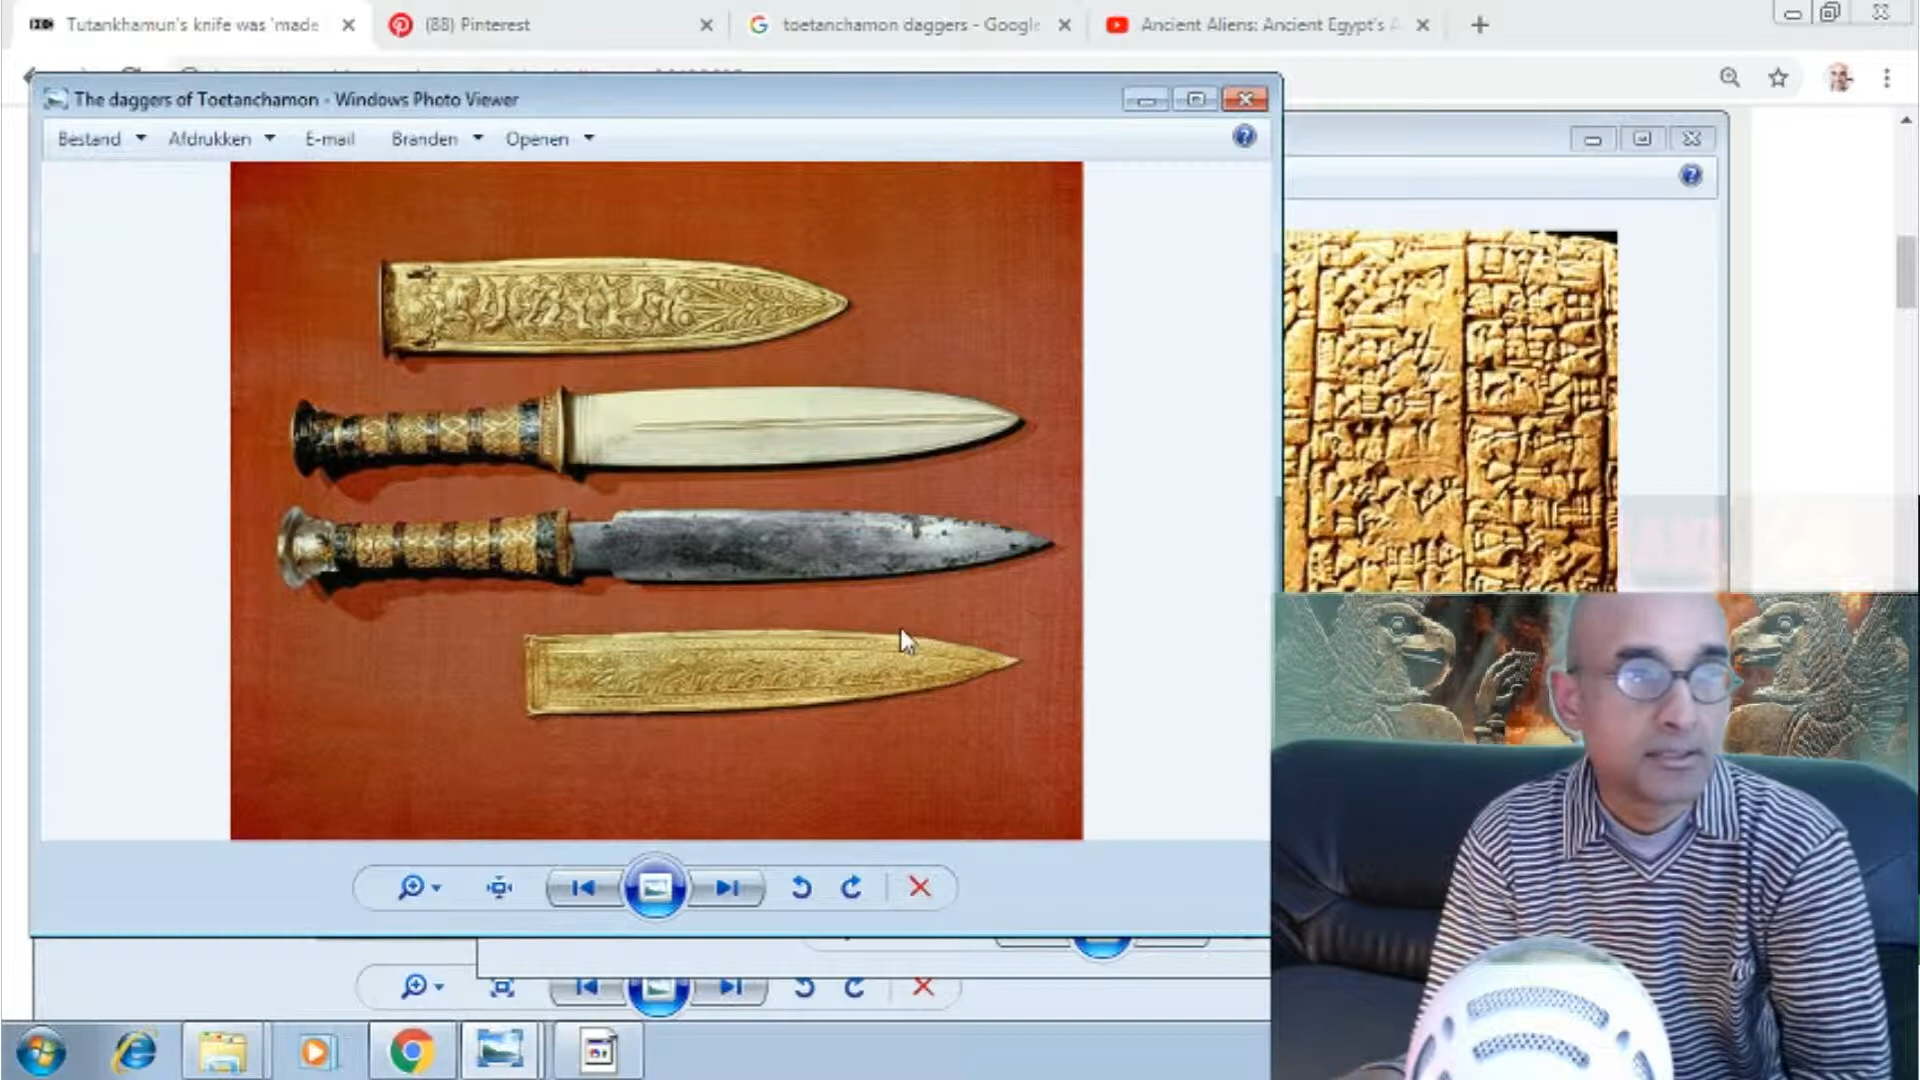 Tutankhamun's knife was 'made
(88) Pinterest
toetanchamon daggers - Google
Ancient Aliens: Ancient Egypt's A
The daggers of Toetanchamon - Windows Photo Viewer
Bestand
Afdrukken
E-mail
Branden
Openen